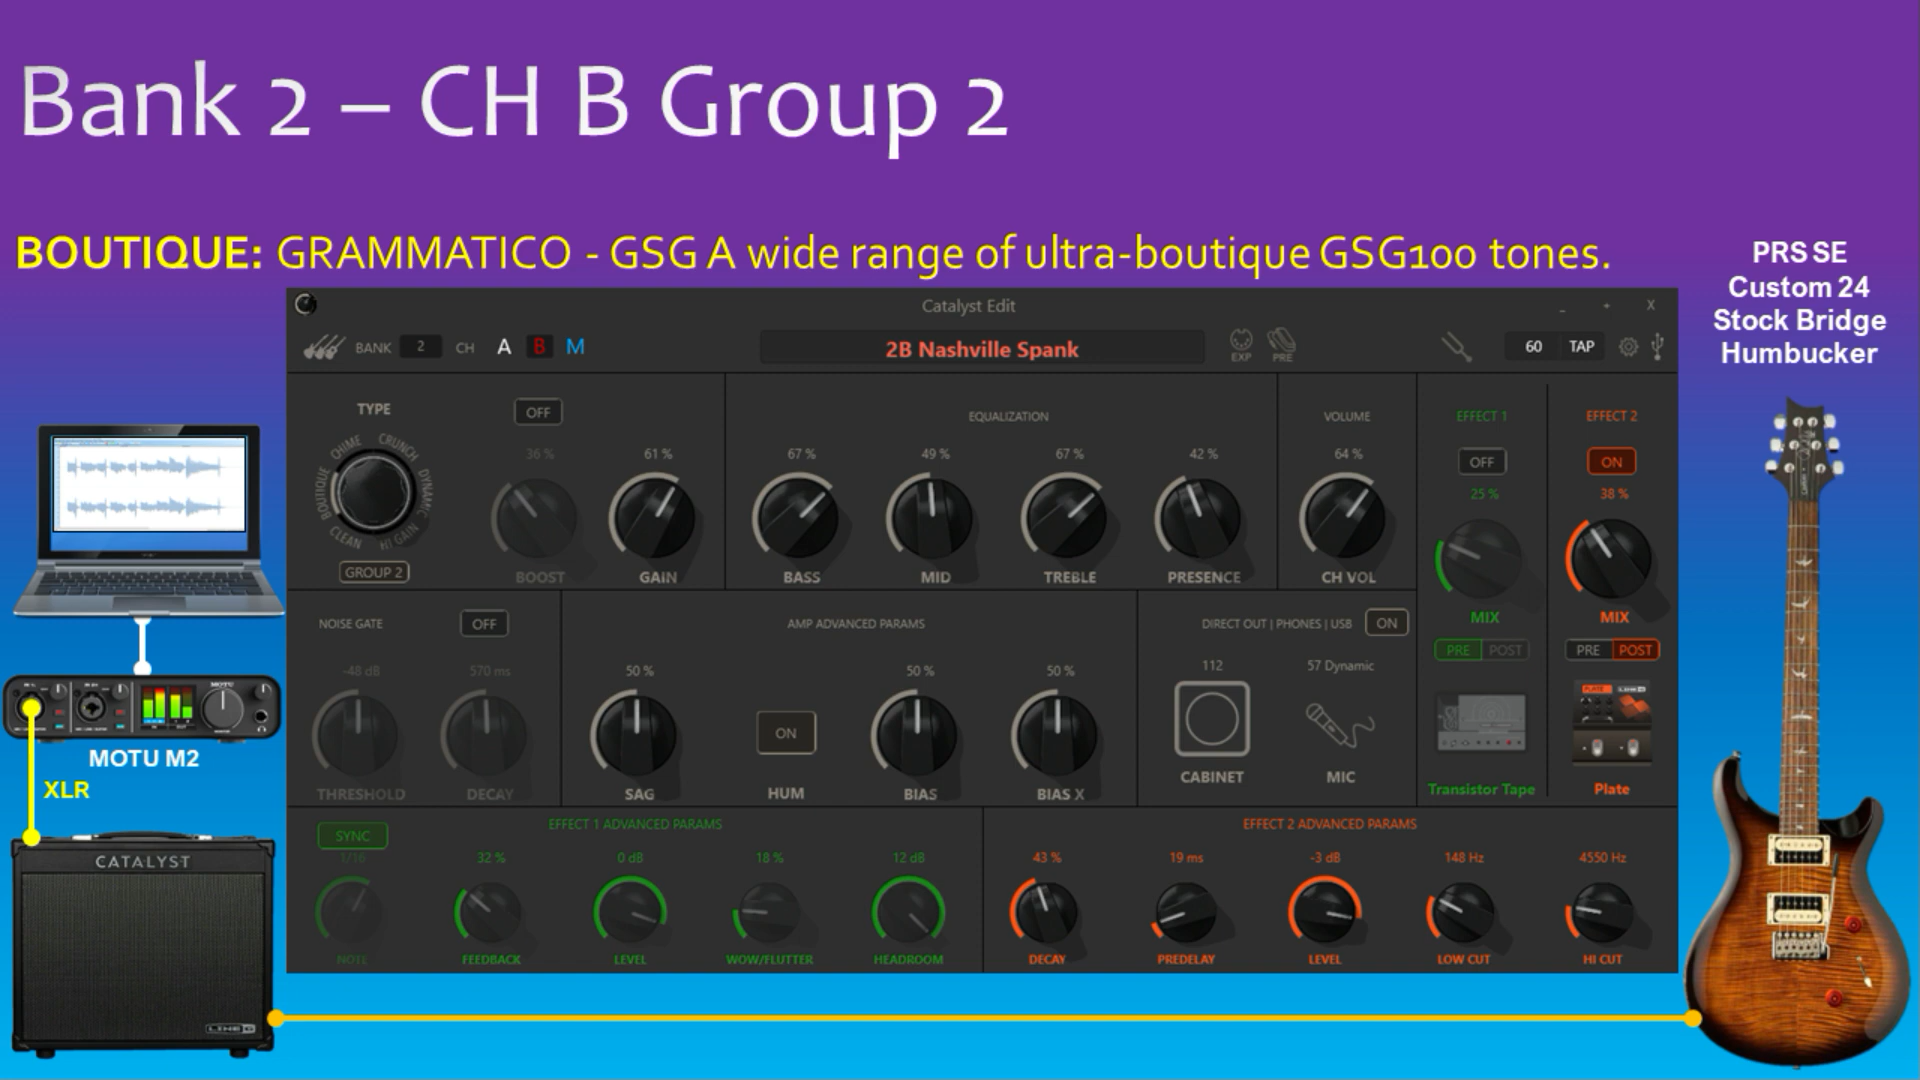 Bank 2 – CH B Group 2
BOUTIQUE: GRAMMATICO - GSG A wide range of ultra-boutique GSG100 tones.
PRS SE
Custom 24
Stock Bridge
Humbucker
Catalyst Edit
BANK 2 CH A B M
2B Nashville Spank
EXP PRE
60 TAP
TYPE
CLEAN BOUTIQUE CHIME CRUNCH DYNAMIC HI GAIN
GROUP 2
OFF
36 % 61 %
BOOST GAIN
EQUALIZATION
67 % 49 % 67 % 42 %
BASS MID TREBLE PRESENCE
VOLUME
64 %
CH VOL
EFFECT 1
OFF
25 %
MIX
PRE POST
Transistor Tape
EFFECT 2
ON
38 %
MIX
PRE POST
PLATE LINE 6
Plate
NOISE GATE OFF
-48 dB 570 ms
THRESHOLD DECAY
AMP ADVANCED PARAMS
50 % 50 % 50 %
ON
SAG HUM BIAS BIAS X
DIRECT OUT | PHONES | USB ON
112 57 Dynamic
CABINET MIC
EFFECT 1 ADVANCED PARAMS
SYNC
1/16 32 % 0 dB 18 % 12 dB
NOTE FEEDBACK LEVEL WOW/FLUTTER HEADROOM
EFFECT 2 ADVANCED PARAMS
43 % 19 ms -3 dB 148 Hz 4550 Hz
DECAY PREDELAY LEVEL LOW CUT HI CUT
MOTU
MOTU M2
XLR
CATALYST
LINE 6